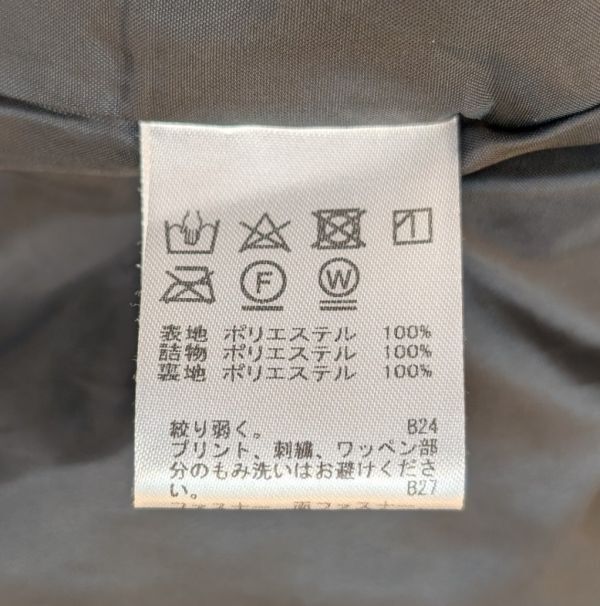 F W
表地 ポリエステル 100%
詰物 ポリエステル 100%
裏地 ポリエステル 100%
絞り弱く。 B24
プリント、刺繍、ワッペン部
分のもみ洗いはお避けくださ
い。 B27